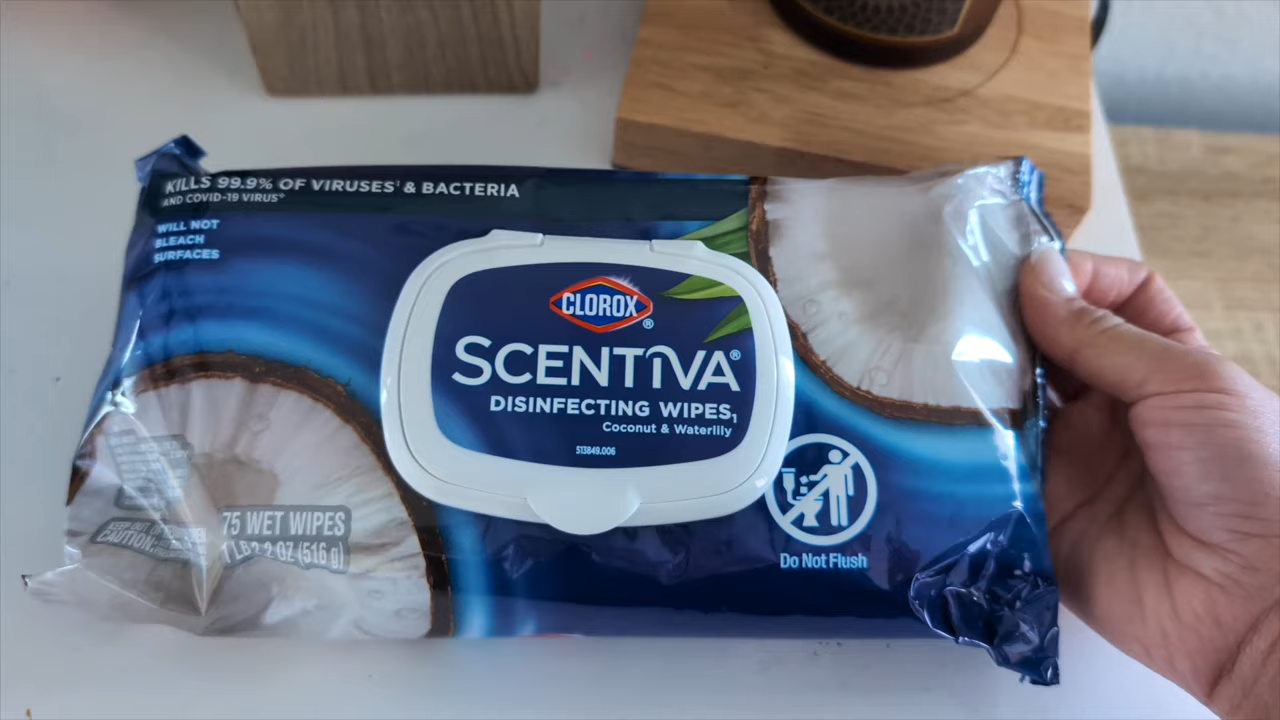 KILLS 99.9% OF VIRUSES & BACTERIA
AND COVID-19 VIRUS
WILL NOT
BLEACH
SURFACES
CLOROX®
SCENTIVA®
DISINFECTING WIPES1
Coconut & Waterlily
513849.006
KEEP OUT OF
CAUTION:
75 WET WIPES
1 LB 2.2 OZ (516 g)
Do Not Flush